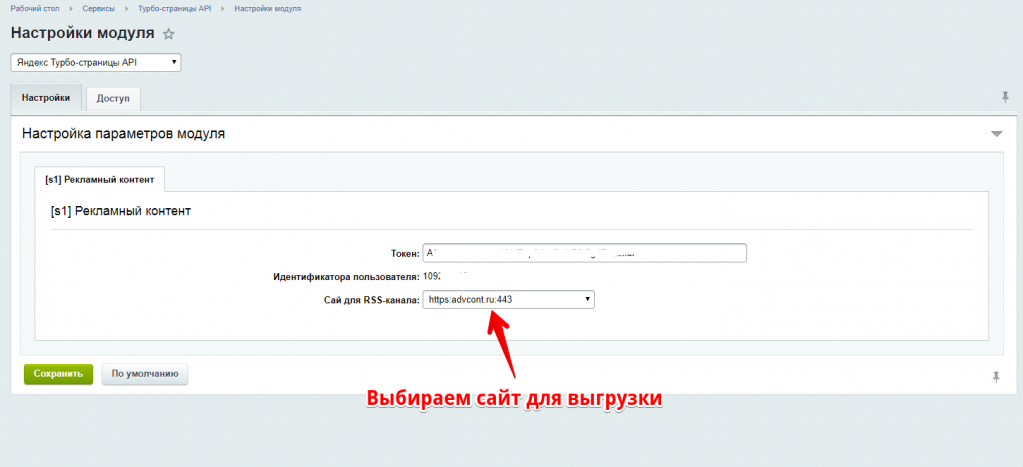 Рабочий стол Сервисы Турбо-страницы API Настройки модуля
Настройки модуля
Яндекс Турбо-страницы API
Настройки Доступ
Настройка параметров модуля
[s1] Рекламный контент
[s1] Рекламный контент
Токен:
Идентификатора пользователя: 109
Сай для RSS-канала: https:advcont.ru:443
Сохранить По умолчанию
Выбираем сайт для выгрузки